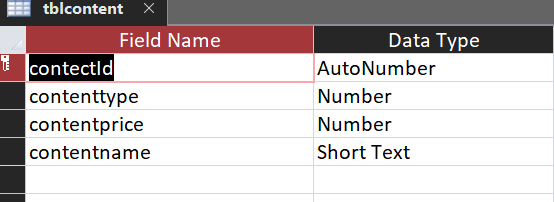 tblcontent
Field Name Data Type
contectId AutoNumber
contenttype Number
contentprice Number
contentname Short Text